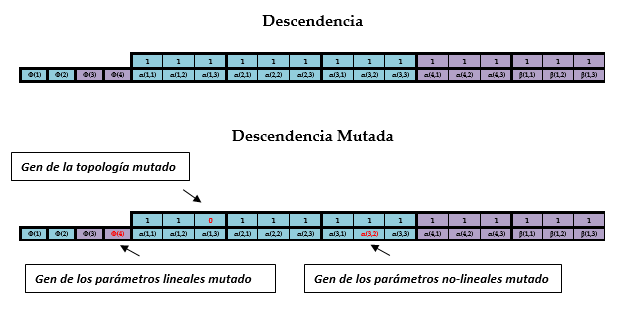 Descendencia
1 1 1 1 1 1 1 1 1 1 1 1 1 1 1
Φ(1) Φ(2) Φ(3) Φ(4) α(1,1) α(1,2) α(1,3) α(2,1) α(2,2) α(2,3) α(3,1) α(3,2) α(3,3) α(4,1) α(4,2) α(4,3) β(1,1) β(1,2) β(1,3)
Descendencia Mutada
Gen de la topología mutado
1 1 0 1 1 1 1 1 1 1 1 1 1 1 1
Φ(1) Φ(2) Φ(3) Φ(4) α(1,1) α(1,2) α(1,3) α(2,1) α(2,2) α(2,3) α(3,1) α(3,2) α(3,3) α(4,1) α(4,2) α(4,3) β(1,1) β(1,2) β(1,3)
Gen de los parámetros lineales mutado
Gen de los parámetros no-lineales mutado